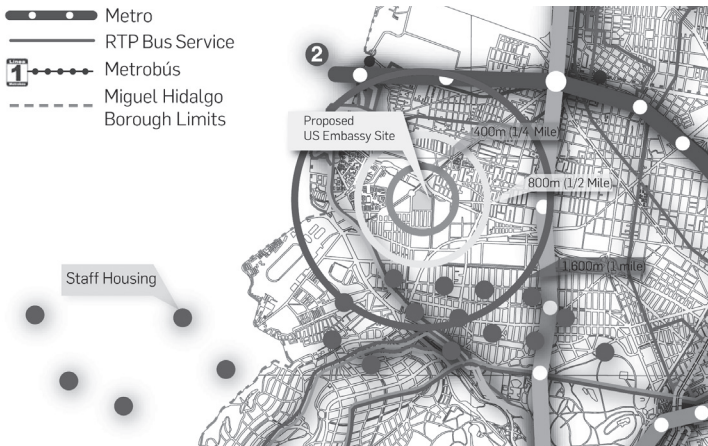 Metro
RTP Bus Service
1
Metrobús
Miguel Hidalgo
Borough Limits
2
Proposed
US Embassy Site
400m (1/4 Mile)
800m (1/2 Mile)
1,600m (1 mile)
Staff Housing